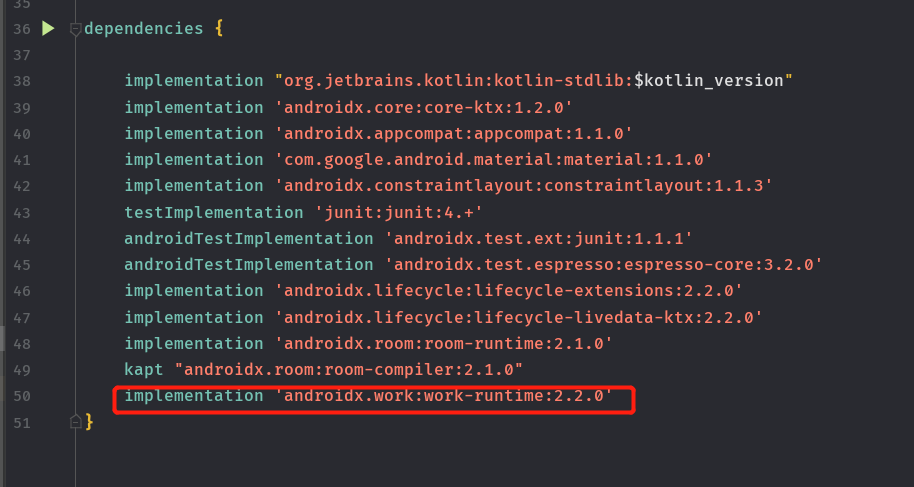 35
36 dependencies {
37
38 implementation "org.jetbrains.kotlin:kotlin-stdlib:$kotlin_version"
39 implementation 'androidx.core:core-ktx:1.2.0'
40 implementation 'androidx.appcompat:appcompat:1.1.0'
41 implementation 'com.google.android.material:material:1.1.0'
42 implementation 'androidx.constraintlayout:constraintlayout:1.1.3'
43 testImplementation 'junit:junit:4.+'
44 androidTestImplementation 'androidx.test.ext:junit:1.1.1'
45 androidTestImplementation 'androidx.test.espresso:espresso-core:3.2.0'
46 implementation 'androidx.lifecycle:lifecycle-extensions:2.2.0'
47 implementation 'androidx.lifecycle:lifecycle-livedata-ktx:2.2.0'
48 implementation 'androidx.room:room-runtime:2.1.0'
49 kapt "androidx.room:room-compiler:2.1.0"
50 implementation 'androidx.work:work-runtime:2.2.0'
51 }